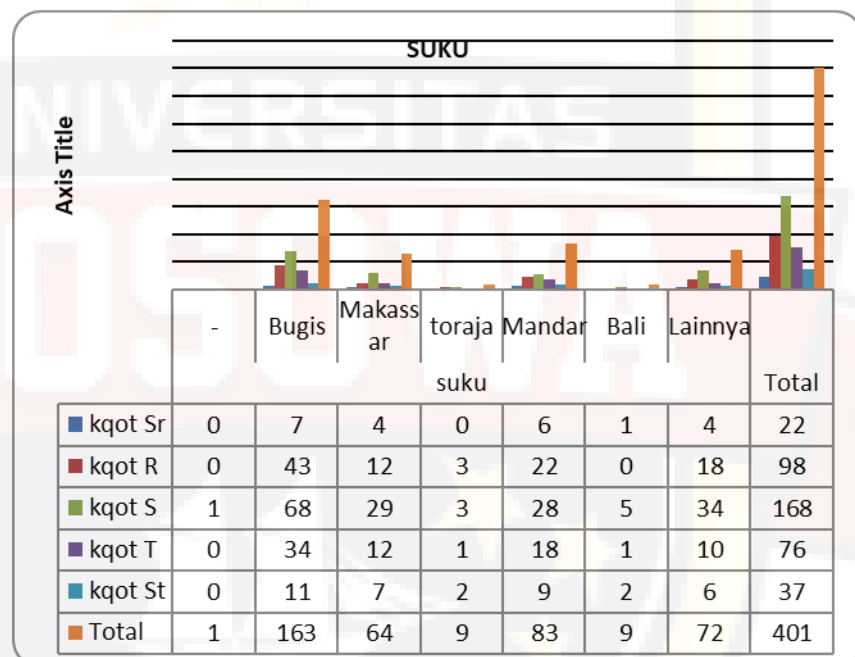 SUKU
UNIVERSITAS
BOSOWA
Axis Title
- Bugis Makass ar toraja Mandar Bali Lainnya
suku Total
kqot Sr 0 7 4 0 6 1 4 22
kqot R 0 43 12 3 22 0 18 98
kqot S 1 68 29 3 28 5 34 168
kqot T 0 34 12 1 18 1 10 76
kqot St 0 11 7 2 9 2 6 37
Total 1 163 64 9 83 9 72 401